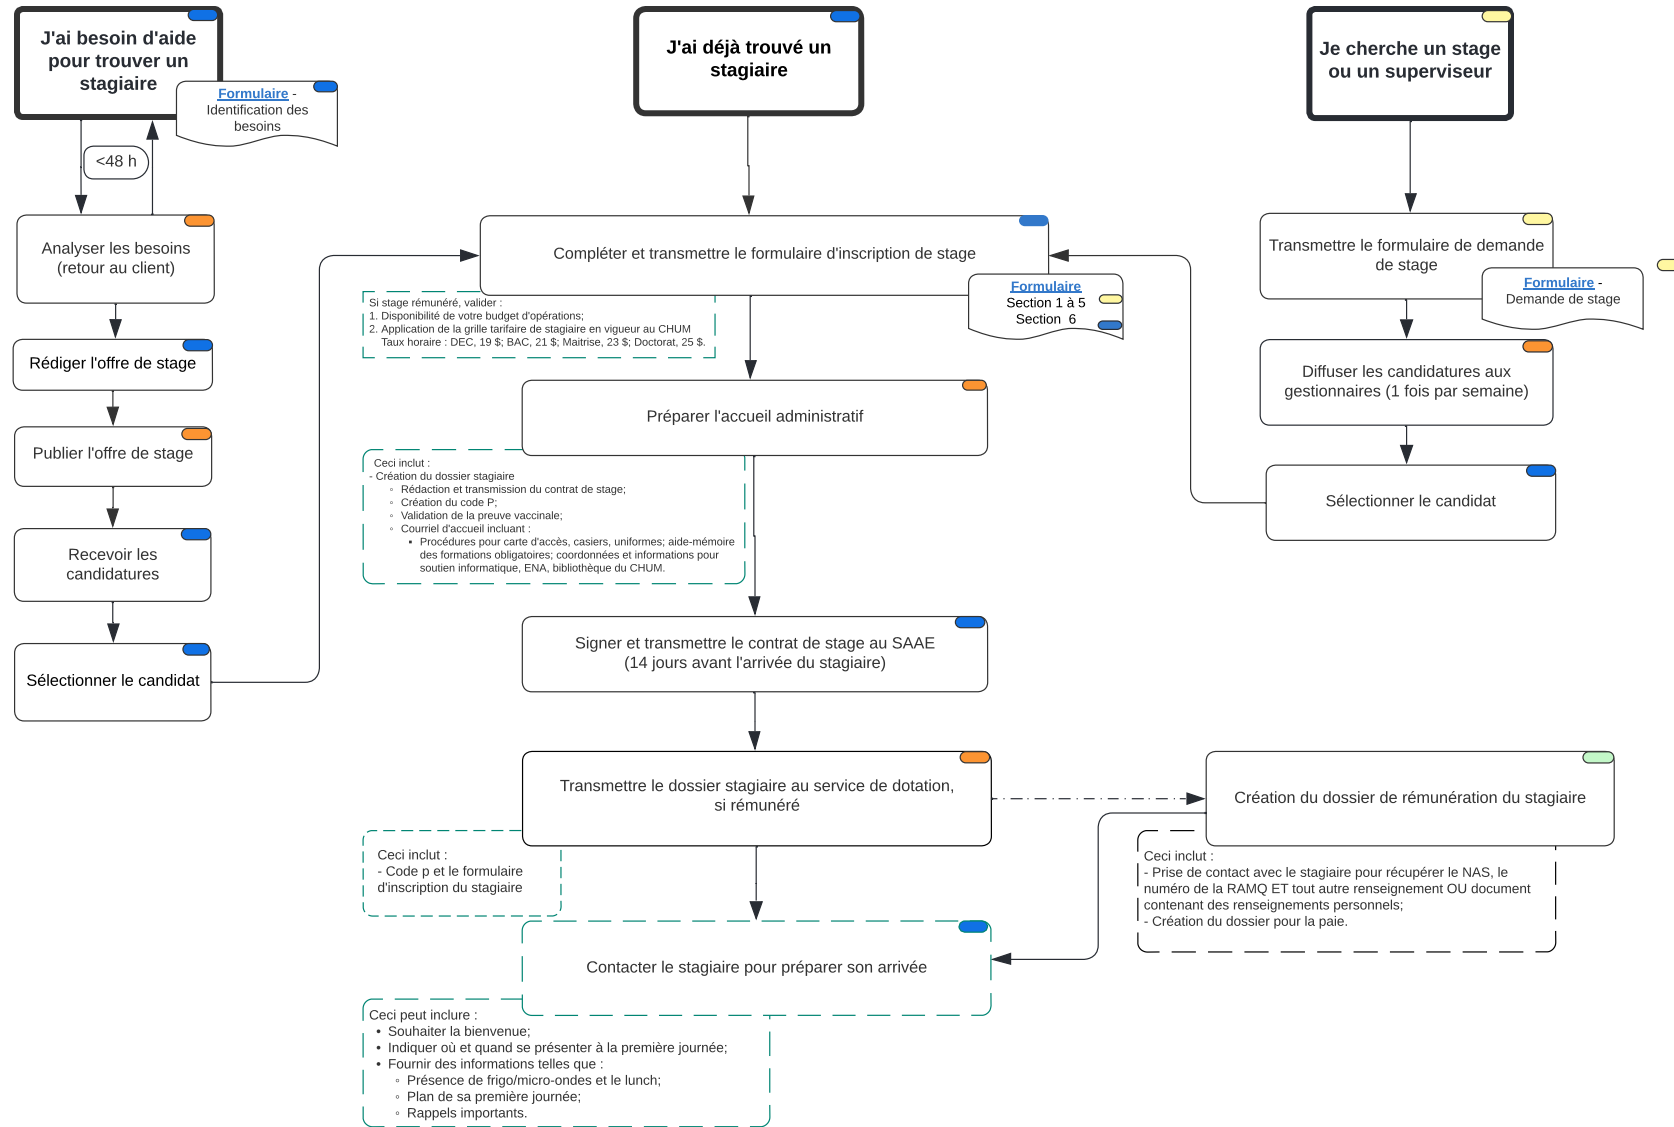 J'ai besoin d'aide
pour trouver un
stagiaire
Formulaire -
Identification des
besoins
<48 h
Analyser les besoins
(retour au client)
Rédiger l'offre de stage
Publier l'offre de stage
Recevoir les
candidatures
Sélectionner le candidat
J'ai déjà trouvé un
stagiaire
Compléter et transmettre le formulaire d'inscription de stage
Formulaire
Section 1 à 5
Section 6
Si stage rémunéré, valider :
1. Disponibilité de votre budget d'opérations;
2. Application de la grille tarifaire de stagiaire en vigueur au CHUM
Taux horaire : DEC, 19 $; BAC, 21 $; Maitrise, 23 $; Doctorat, 25 $.
Préparer l'accueil administratif
Ceci inclut :
- Création du dossier stagiaire
◦ Rédaction et transmission du contrat de stage;
◦ Création du code P;
◦ Validation de la preuve vaccinale;
◦ Courriel d'accueil incluant :
▪ Procédures pour carte d'accès, casiers, uniformes; aide-mémoire
des formations obligatoires; coordonnées et informations pour
soutien informatique, ENA, bibliothèque du CHUM.
Signer et transmettre le contrat de stage au SAAE
(14 jours avant l'arrivée du stagiaire)
Transmettre le dossier stagiaire au service de dotation,
si rémunéré
Ceci inclut :
- Code p et le formulaire
d'inscription du stagiaire
Contacter le stagiaire pour préparer son arrivée
Ceci peut inclure :
• Souhaiter la bienvenue;
• Indiquer où et quand se présenter à la première journée;
• Fournir des informations telles que :
◦ Présence de frigo/micro-ondes et le lunch;
◦ Plan de sa première journée;
◦ Rappels importants.
Je cherche un stage
ou un superviseur
Transmettre le formulaire de demande
de stage
Formulaire -
Demande de stage
Diffuser les candidatures aux
gestionnaires (1 fois par semaine)
Sélectionner le candidat
Création du dossier de rémunération du stagiaire
Ceci inclut :
- Prise de contact avec le stagiaire pour récupérer le NAS, le
numéro de la RAMQ ET tout autre renseignement OU document
contenant des renseignements personnels;
- Création du dossier pour la paie.